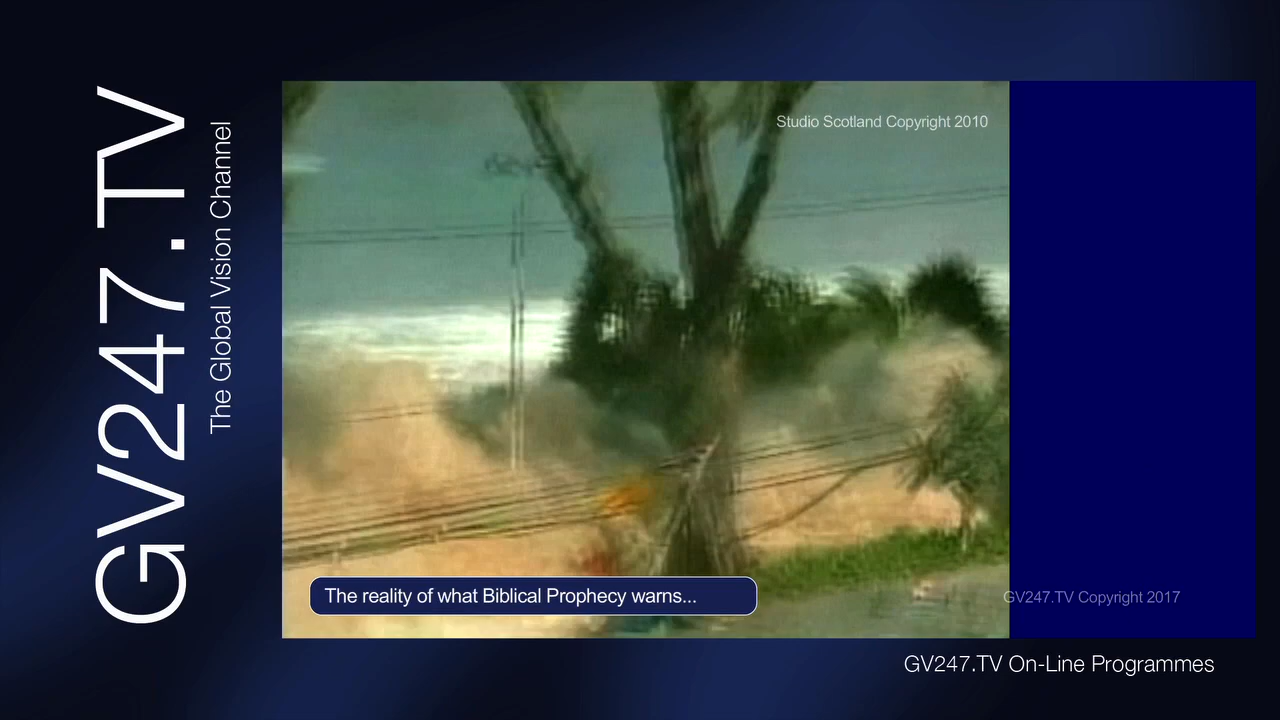 GV247.TV
The Global Vision Channel
Studio Scotland Copyright 2010
The reality of what Biblical Prophecy warns...
GV247.TV Copyright 2017
GV247.TV On-Line Programmes